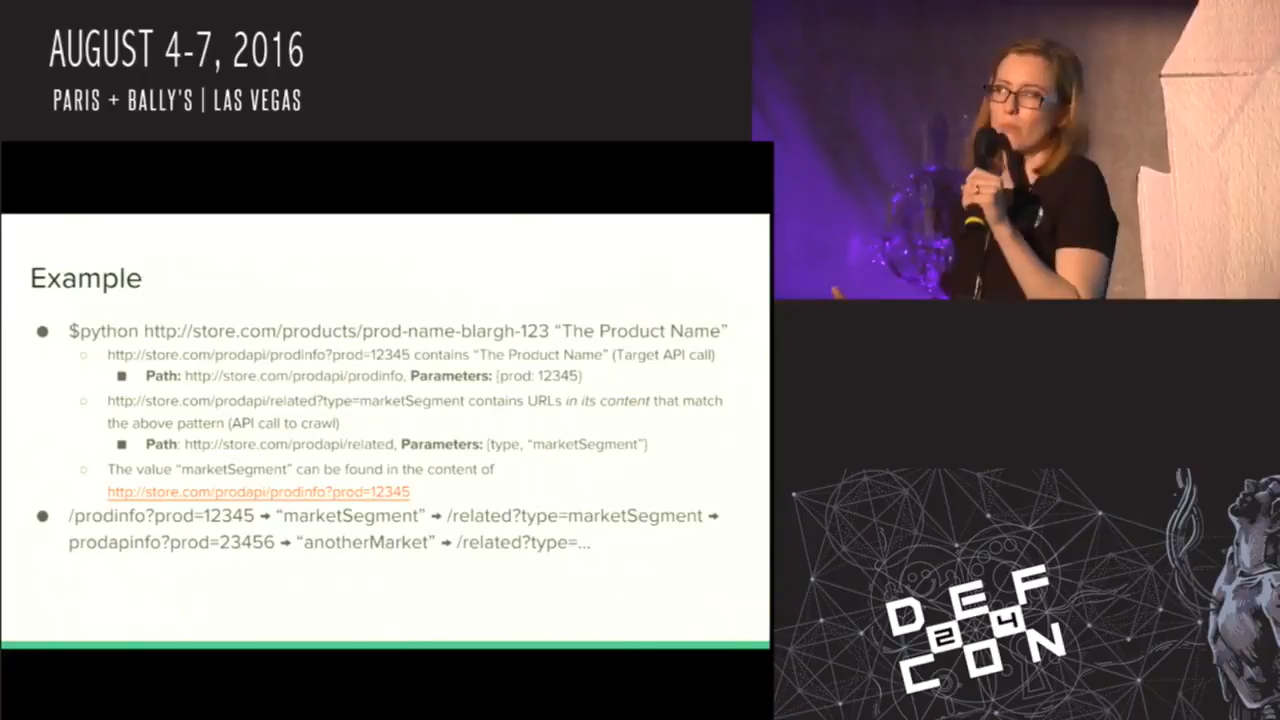 AUGUST 4-7, 2016
PARIS + BALLY'S | LAS VEGAS
Example
$python http://store.com/products/prod-name-blargh-123 “The Product Name”
http://store.com/prodapi/prodinfo?prod=12345 contains “The Product Name” (Target API call)
Path: http://store.com/prodapi/prodinfo, Parameters: {prod: 12345}
http://store.com/prodapi/related?type=marketSegment contains URLs in its content that match
the above pattern (API call to crawl)
Path: http://store.com/prodapi/related, Parameters: {type, “marketSegment”}
The value “marketSegment” can be found in the content of
http://store.com/prodapi/prodinfo?prod=12345
/prodinfo?prod=12345 → “marketSegment” → /related?type=marketSegment →
prodapinfo?prod=23456 → “anotherMarket” → /related?type=...
DEF
24
CON